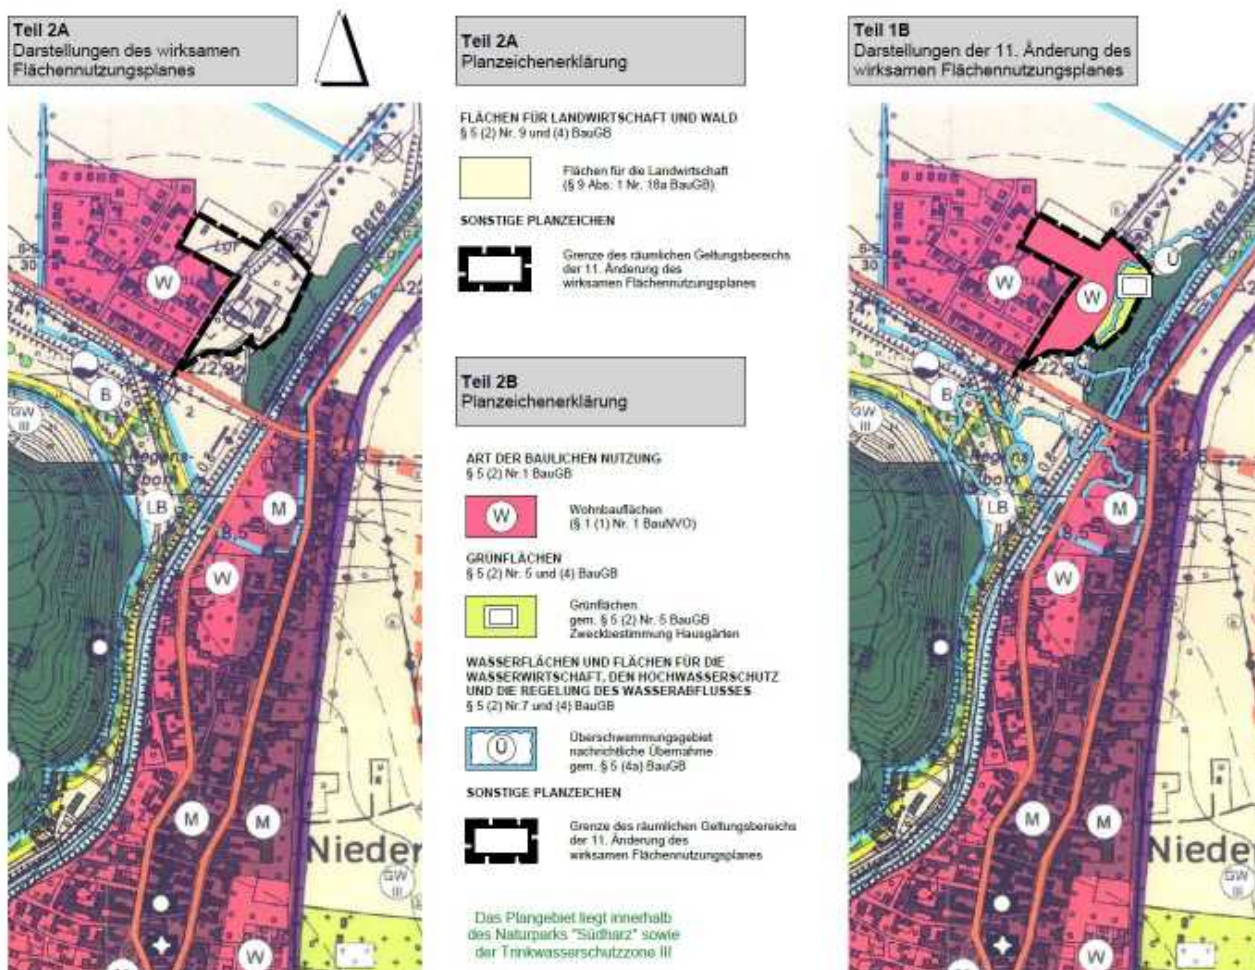 Teil 2A
Darstellungen des wirksamen
Flächennutzungsplanes
Teil 2A
Planzeichenerklärung
FLÄCHEN FÜR LANDWIRTSCHAFT UND WALD
§ 5 (2) Nr. 9 und (4) BauGB
Flächen für die Landwirtschaft
(§ 9 Abs. 1 Nr. 18a BauGB)
SONSTIGE PLANZEICHEN
Grenze des räumlichen Geltungsbereichs
der 11. Änderung des
wirksamen Flächennutzungsplanes
Teil 2B
Planzeichenerklärung
ART DER BAULICHEN NUTZUNG
§ 5 (2) Nr.1 BauGB
W
Wohnbauflächen
(§ 1 (1) Nr. 1 BauNVO)
GRÜNFLÄCHEN
§ 5 (2) Nr. 5 und (4) BauGB
Grünflächen
gem. § 5 (2) Nr. 5 BauGB
Zweckbestimmung Hausgärten
WASSERFLÄCHEN UND FLÄCHEN FÜR DIE
WASSERWIRTSCHAFT, DEN HOCHWASSERSCHUTZ
UND DIE REGELUNG DES WASSERABFLUSSES
§ 5 (2) Nr.7 und (4) BauGB
Ü
Überschwemmungsgebiet
nachrichtliche Übernahme
gem. § 5 (4a) BauGB
SONSTIGE PLANZEICHEN
Grenze des räumlichen Geltungsbereichs
der 11. Änderung des
wirksamen Flächennutzungsplanes
Das Plangebiet liegt innerhalb
des Naturparks "Südharz" sowie
der Trinkwasserschutzzone III
Teil 1B
Darstellungen der 11. Änderung des
wirksamen Flächennutzungsplanes
Bere
Lgr
30
W
B
GW
III
LB
M
W
M
M
Nieder
GW
III
W
Bere
Ü
30
W
W
B
GW
III
LB
M
W
M
M
Nieder
GW
III
W